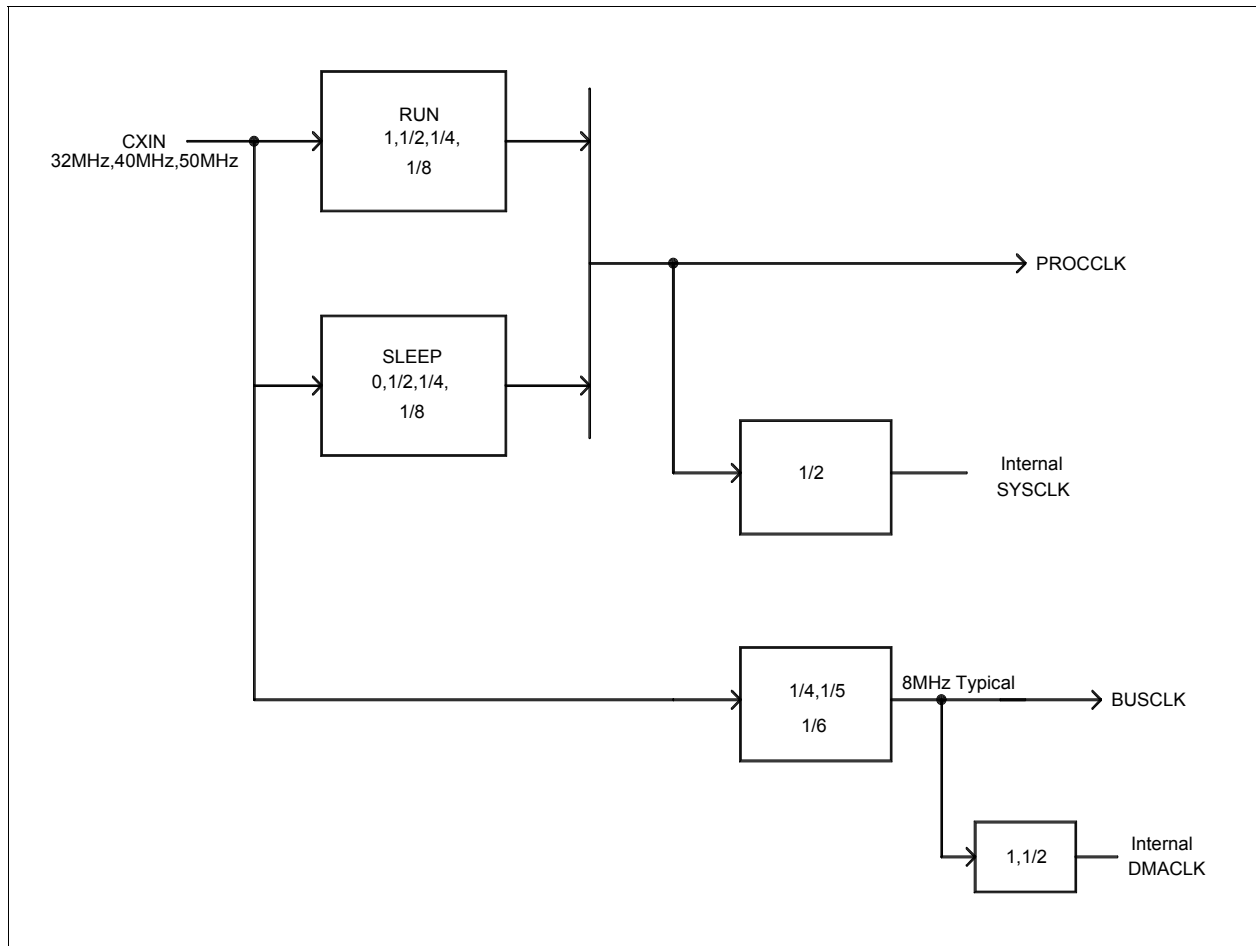 RUN
1,1/2,1/4,
1/8
CXIN
32MHz,40MHz,50MHz
PROCCLK
SLEEP
0,1/2,1/4,
1/8
1/2
Internal
SYSCLK
1/4,1/5
1/6
8MHz Typical
BUSCLK
1,1/2
Internal
DMACLK